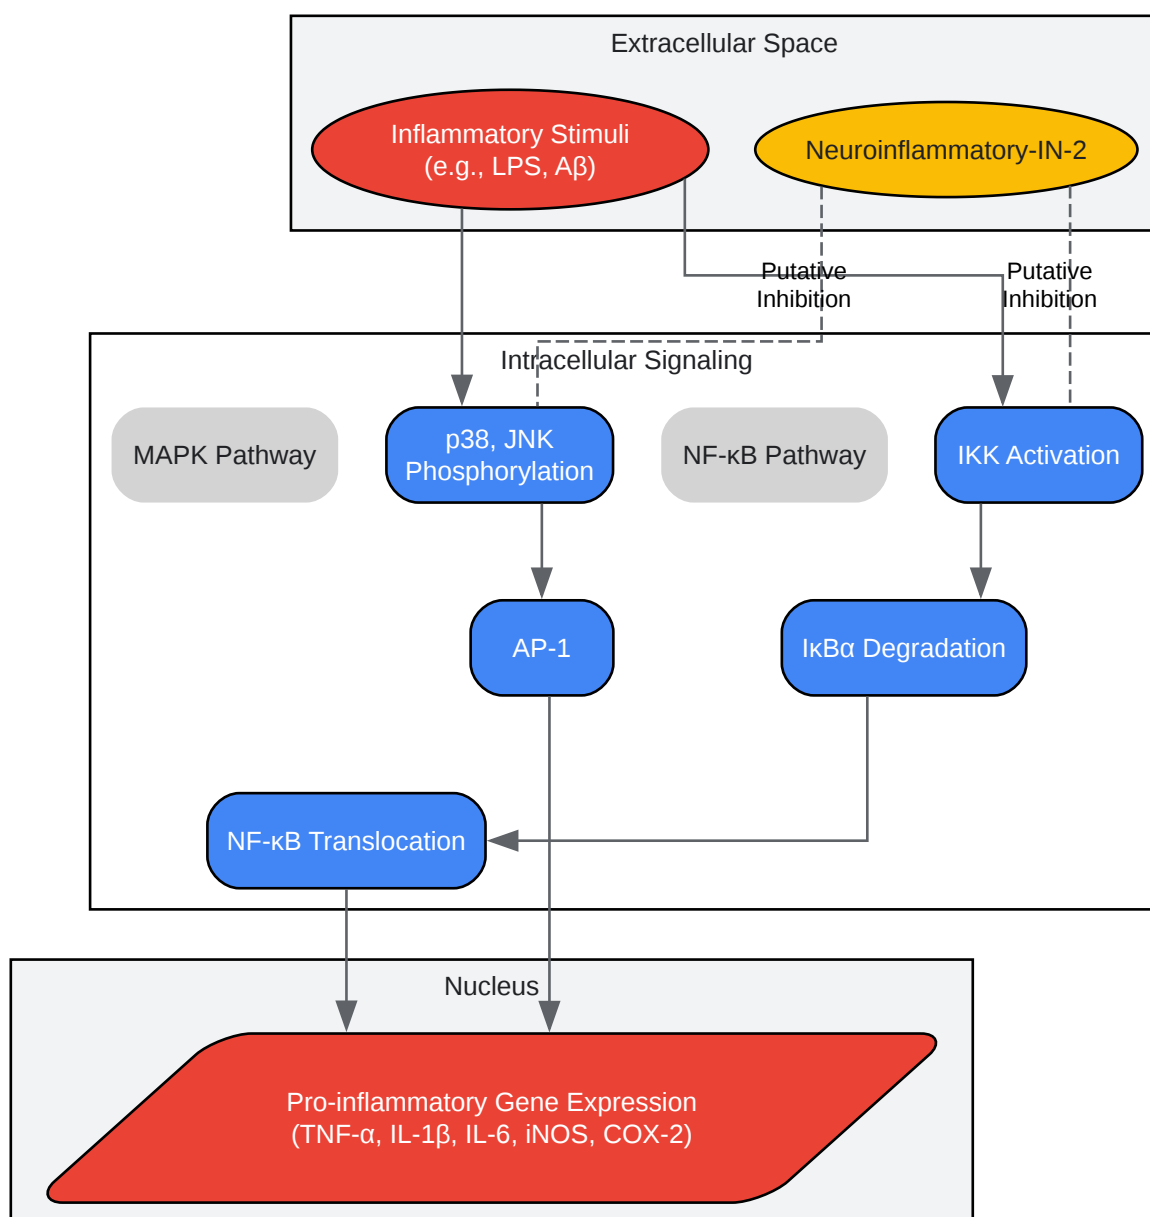 Extracellular Space
Inflammatory Stimuli
(e.g., LPS, Aβ)
Neuroinflammatory-IN-2
Putative
Inhibition
Putative
Inhibition
Intracellular Signaling
MAPK Pathway
p38, JNK
Phosphorylation
NF-κB Pathway
IKK Activation
AP-1
IκBα Degradation
NF-κB Translocation
Nucleus
Pro-inflammatory Gene Expression
(TNF-α, IL-1β, IL-6, iNOS, COX-2)